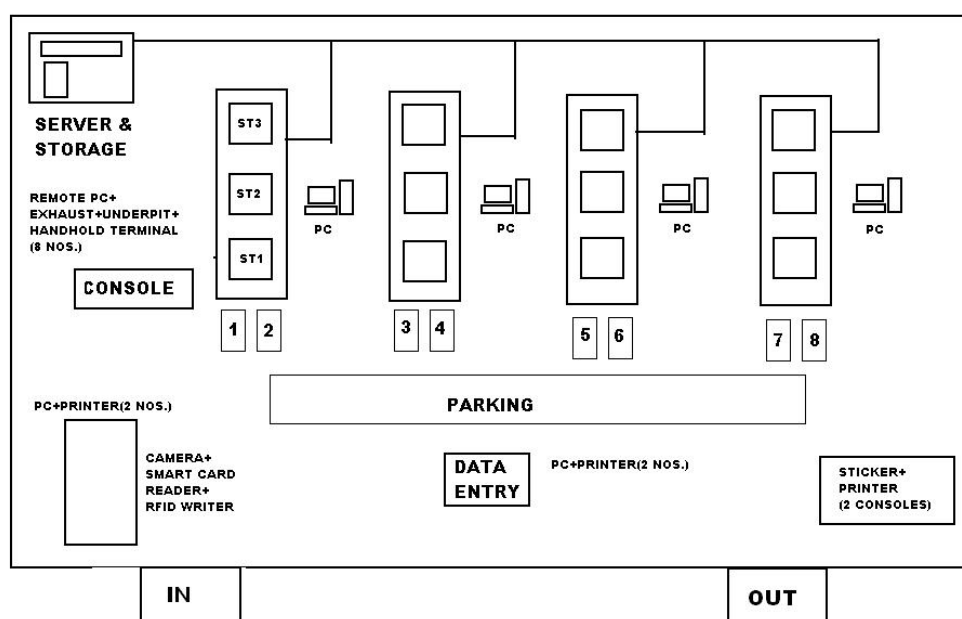 SERVER &
STORAGE
REMOTE PC+
EXHAUST+UNDERPIT+
HANDHOLD TERMINAL
(8 NOS.)
CONSOLE
ST3
ST2
ST1
PC
PC
PC
PC
1 2
3 4
5 6
7 8
PARKING
PC+PRINTER(2 NOS.)
CAMERA+
SMART CARD
READER+
RFID WRITER
DATA
ENTRY
PC+PRINTER(2 NOS.)
STICKER+
PRINTER
(2 CONSOLES)
IN
OUT